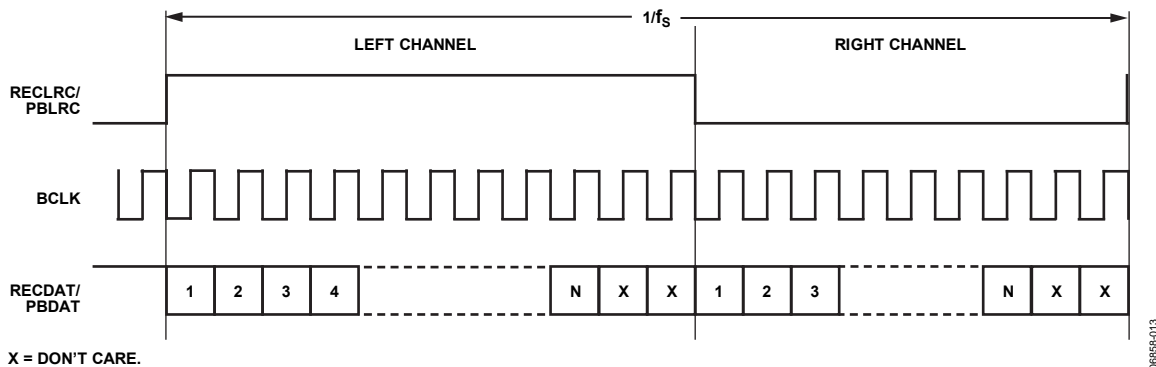 1/fS
LEFT CHANNEL RIGHT CHANNEL
RECLRC/
PBLRC
BCLK
RECDAT/
PBDAT
1 2 3 4 N X X 1 2 3 N X X
X = DON'T CARE.
06858-013